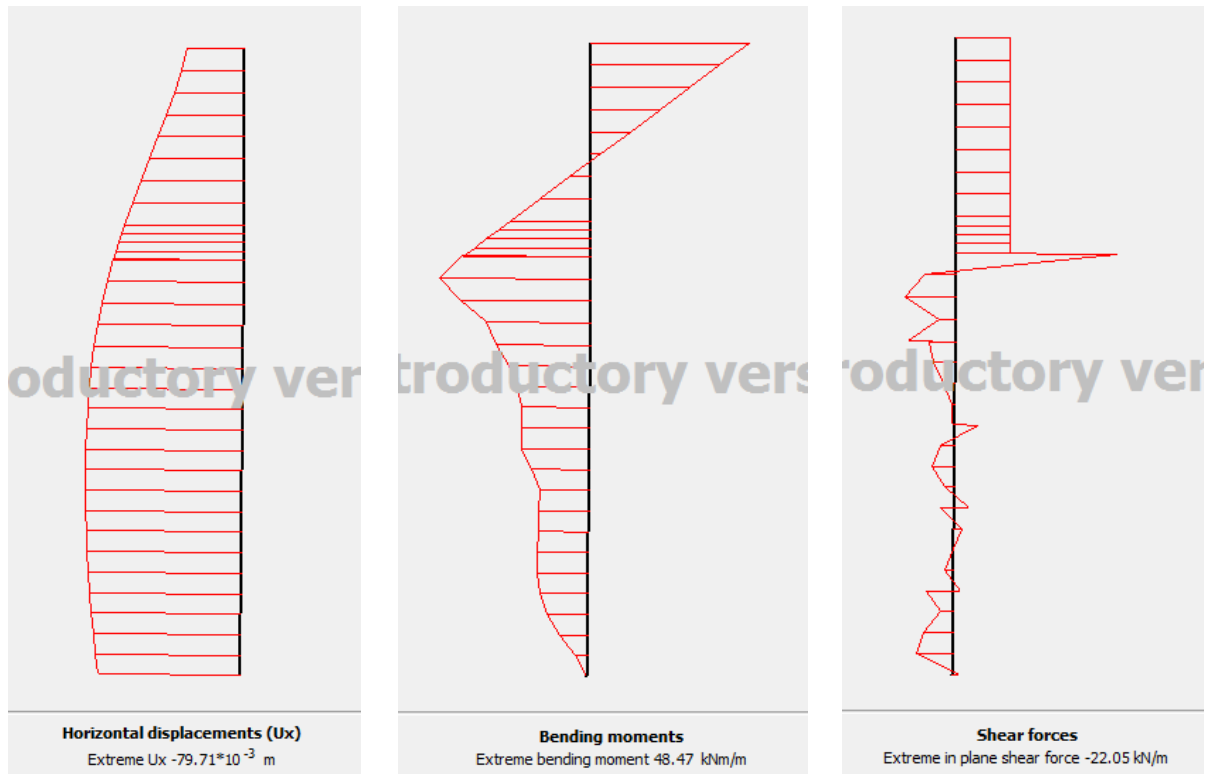 oductory vers
troductory vers
roductory ver
Horizontal displacements (Ux)
Extreme Ux -79.71*10 -3 m
Bending moments
Extreme bending moment 48.47 kNm/m
Shear forces
Extreme in plane shear force -22.05 kN/m